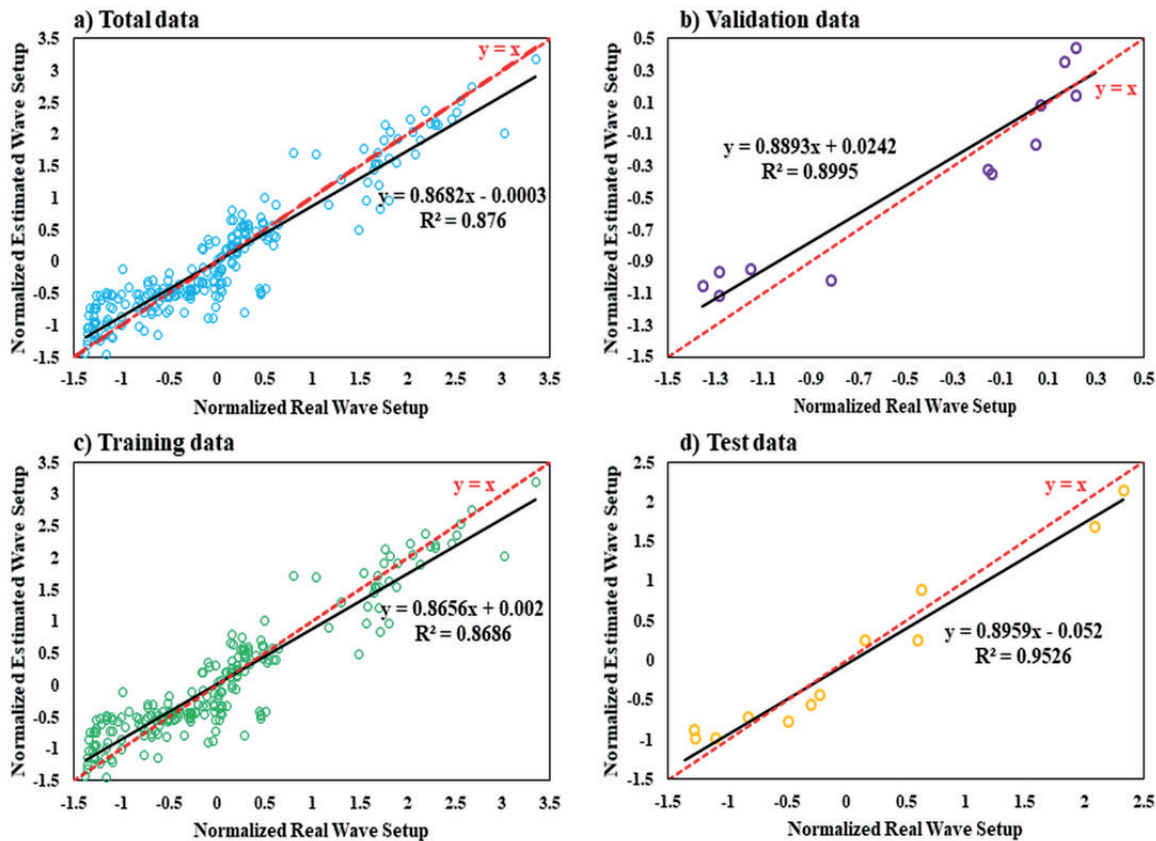 a) Total data
Normalized Estimated Wave Setup
3.5
3
2.5
2
1.5
1
0.5
0
-0.5
-1
-1.5
y = x
y = 0.8682x - 0.0003
R² = 0.876
-1.5 -1 -0.5 0 0.5 1 1.5 2 2.5 3 3.5
Normalized Real Wave Setup
b) Validation data
Normalized Estimated Wave Setup
0.5
0.3
0.1
-0.1
-0.3
-0.5
-0.7
-0.9
-1.1
-1.3
-1.5
y = x
y = 0.8893x + 0.0242
R² = 0.8995
-1.5 -1.3 -1.1 -0.9 -0.7 -0.5 -0.3 -0.1 0.1 0.3 0.5
Normalized Real Wave Setup
c) Training data
Normalized Estimated Wave Setup
3.5
3
2.5
2
1.5
1
0.5
0
-0.5
-1
-1.5
y = x
y = 0.8656x + 0.002
R² = 0.8686
-1.5 -1 -0.5 0 0.5 1 1.5 2 2.5 3 3.5
Normalized Real Wave Setup
d) Test data
Normalized Estimated Wave Setup
2.5
2
1.5
1
0.5
0
-0.5
-1
-1.5
y = x
y = 0.8959x - 0.052
R² = 0.9526
-1.5 -1 -0.5 0 0.5 1 1.5 2 2.5
Normalized Real Wave Setup